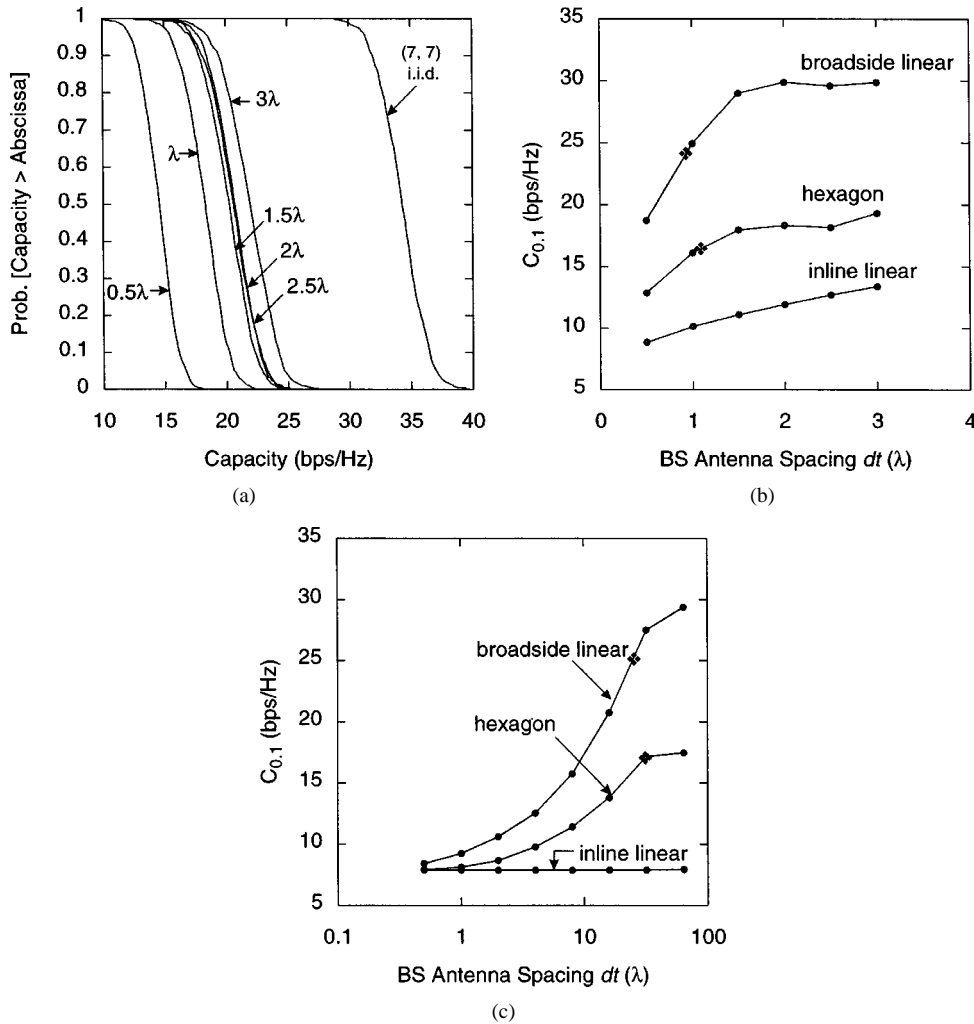 1
0.9
0.8
0.7
0.6
0.5
0.4
0.3
0.2
0.1
0
Prob. [Capacity > Abscissa]
(7, 7)
i.i.d.
3λ
λ
1.5λ
2λ
2.5λ
0.5λ
10 15 20 25 30 35 40
Capacity (bps/Hz)
(a)
35
30
25
20
15
10
5
C0.1 (bps/Hz)
broadside linear
hexagon
inline linear
0 1 2 3 4
BS Antenna Spacing dt (λ)
(b)
35
30
25
20
15
10
5
C0.1 (bps/Hz)
broadside linear
hexagon
inline linear
0.1 1 10 100
BS Antenna Spacing dt (λ)
(c)